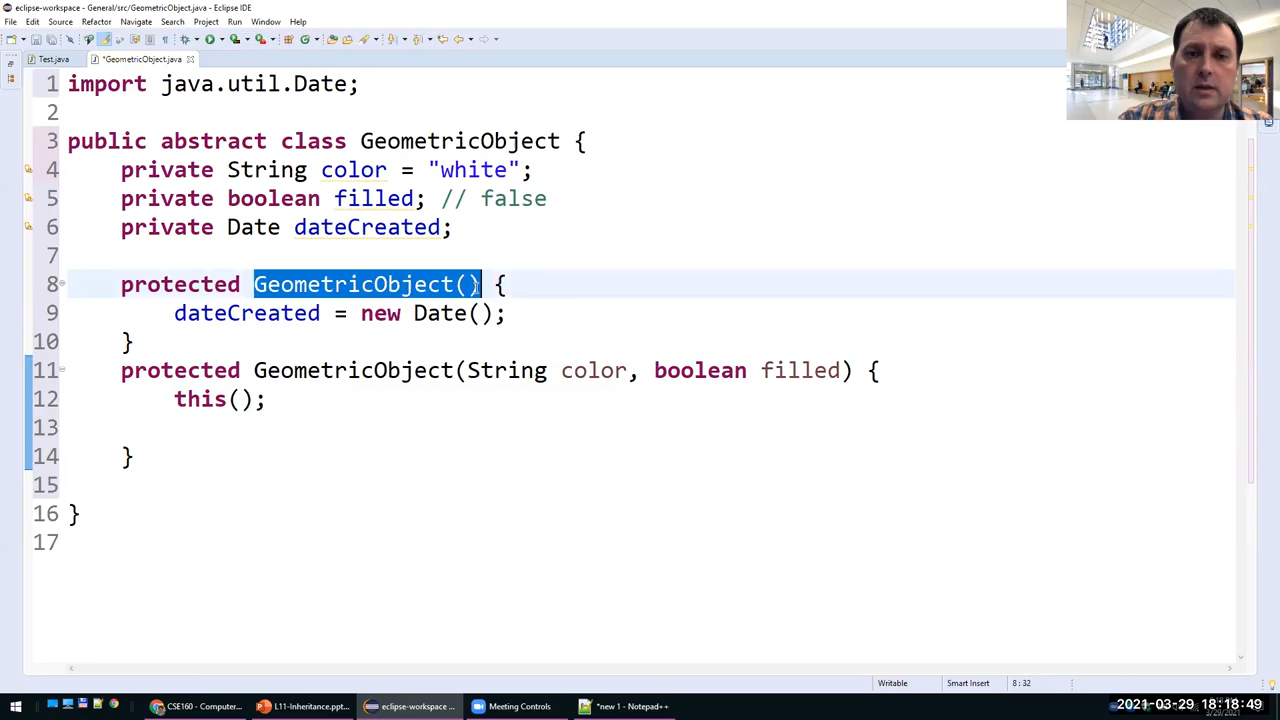 eclipse-workspace - General/src/GeometricObject.java - Eclipse IDE
File Edit Source Refactor Navigate Search Project Run Window Help
Test.java *GeometricObject.java
1 import java.util.Date;
2
3 public abstract class GeometricObject {
4 private String color = "white";
5 private boolean filled; // false
6 private Date dateCreated;
7
8 protected GeometricObject() {
9 dateCreated = new Date();
10 }
11 protected GeometricObject(String color, boolean filled) {
12 this();
13
14 }
15
16 }
17
Writable Smart Insert 8 : 32
CSE160 - Computer... L11-Inheritance.ppt... eclipse-workspace ... Meeting Controls *new 1 - Notepad++ 2021-03-29 18:18:49